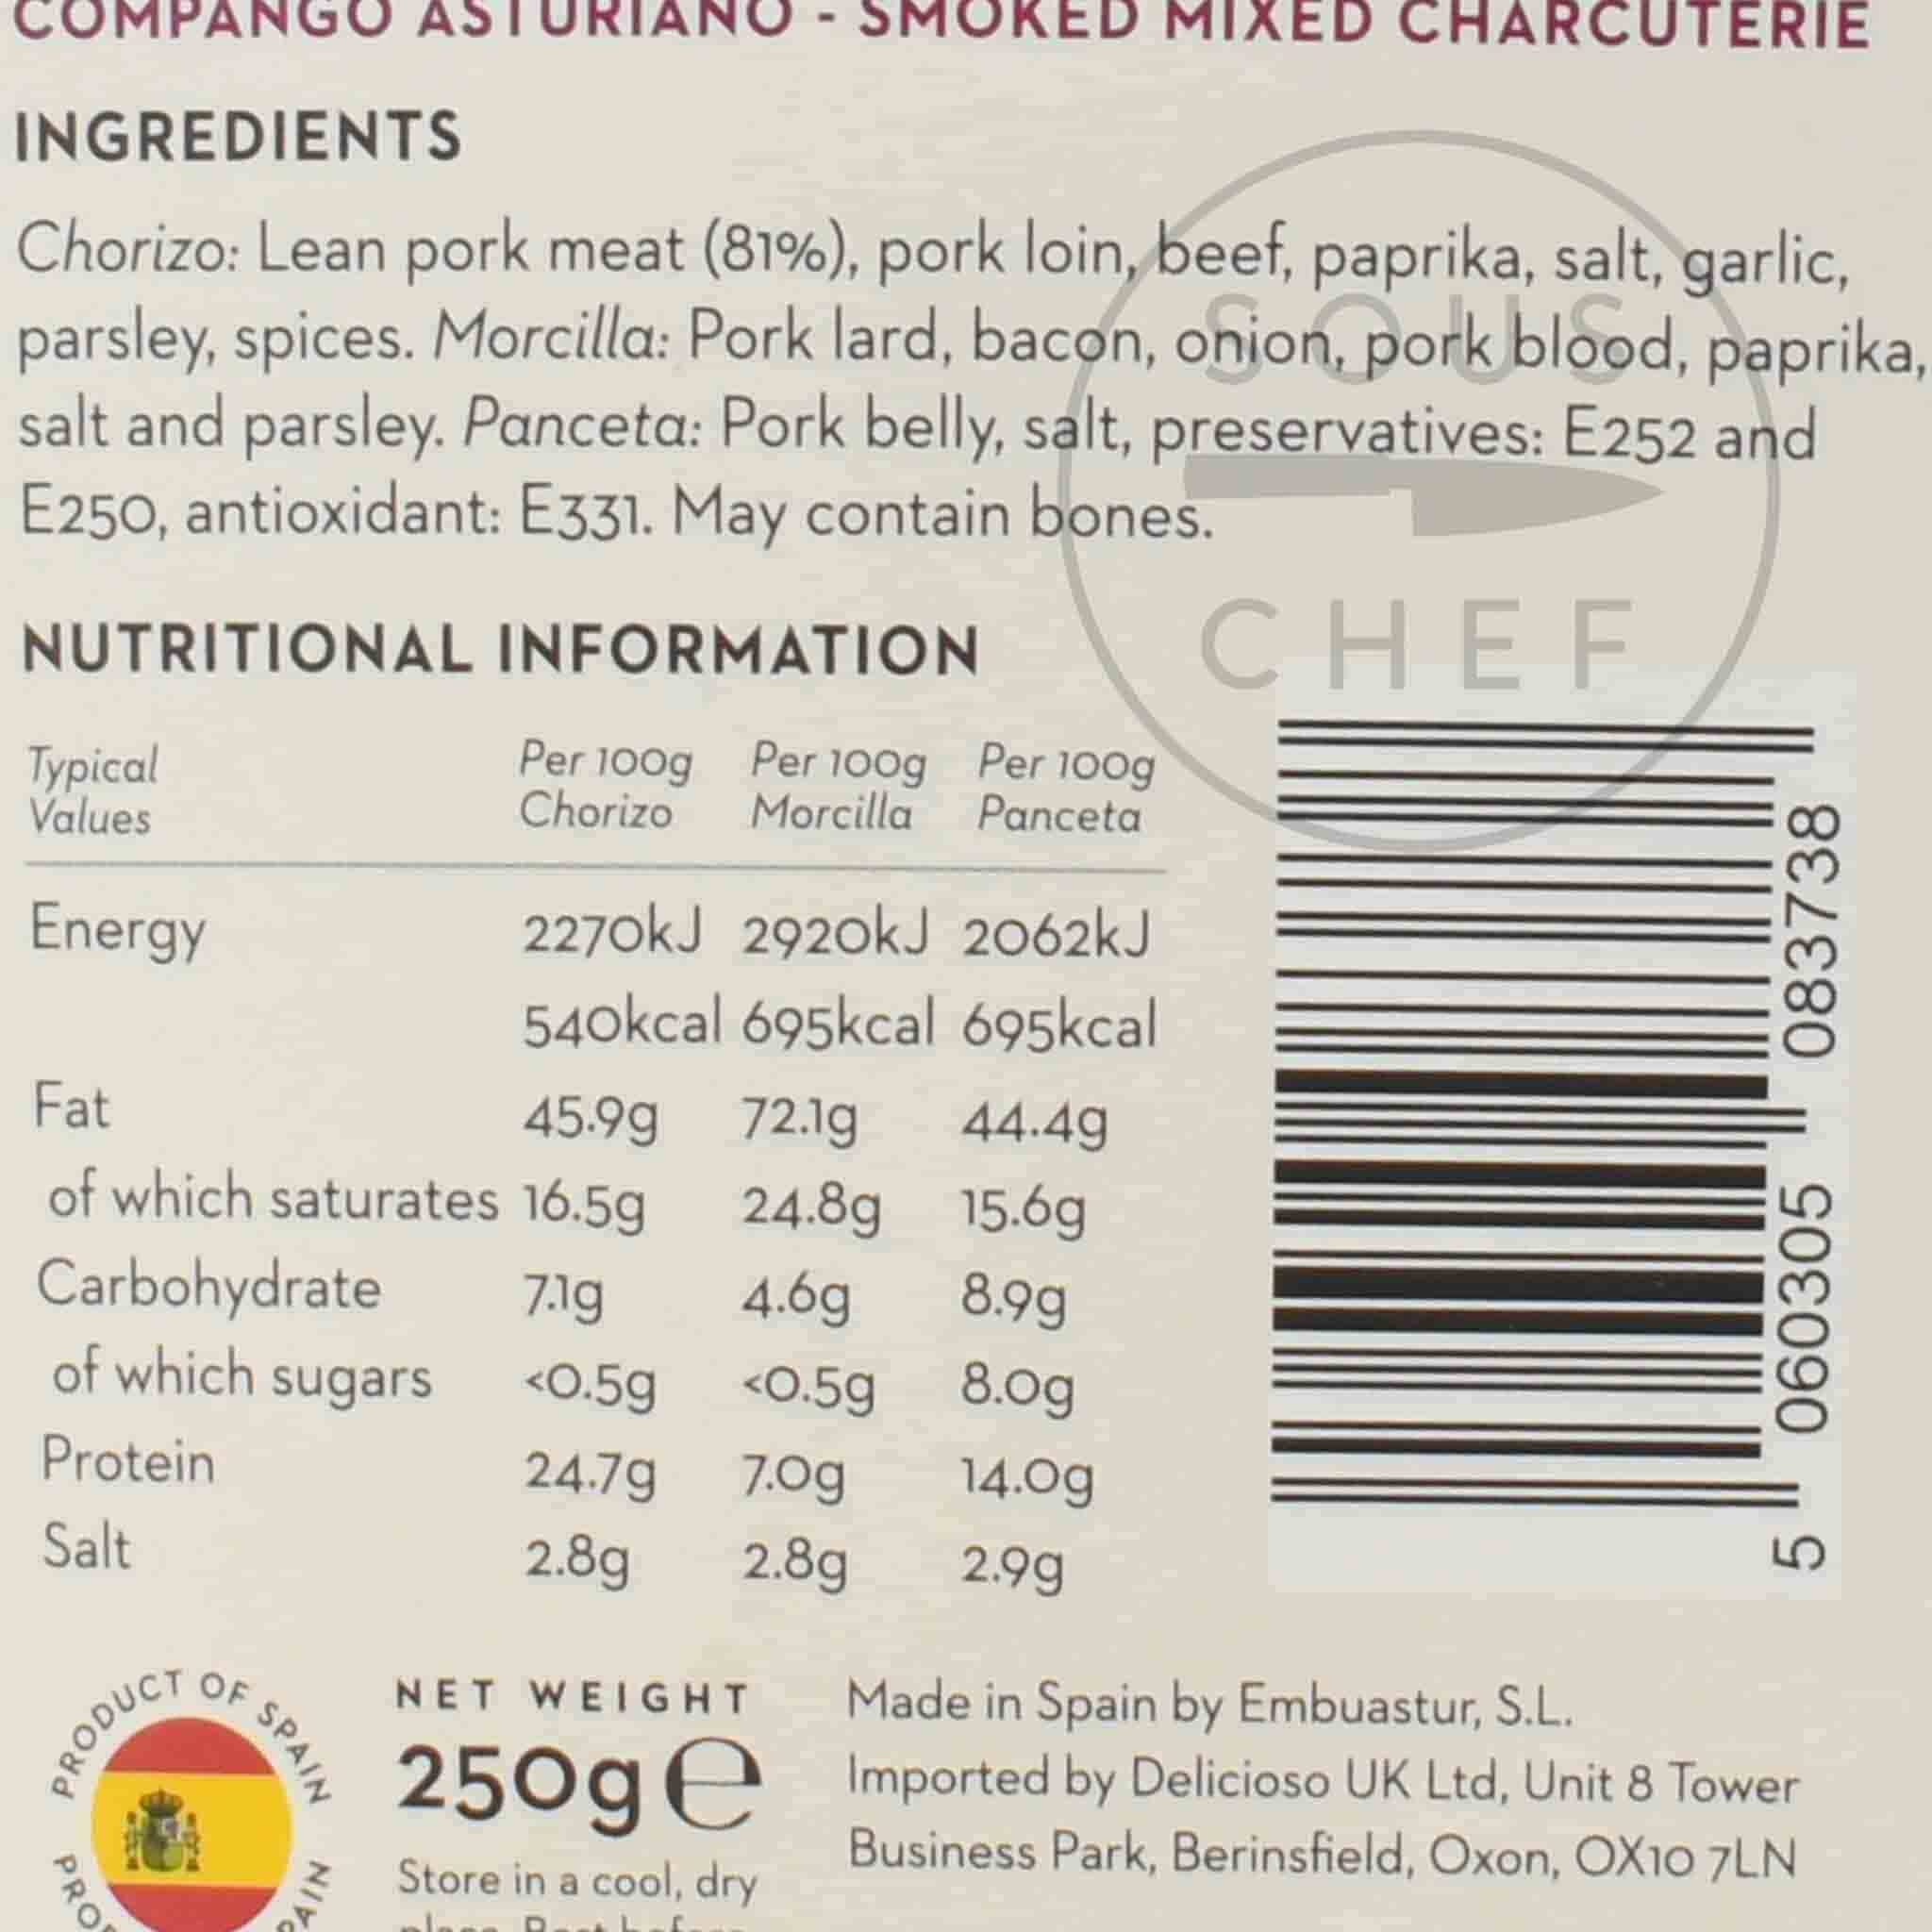 COMPANGO ASTURIANO - SMOKED MIXED CHARCUTERIE
INGREDIENTS
Chorizo: Lean pork meat (81%), pork loin, beef, paprika, salt, garlic,
parsley, spices. Morcilla: Pork lard, bacon, onion, pork blood, paprika,
salt and parsley. Panceta: Pork belly, salt, preservatives: E252 and
E250, antioxidant: E331. May contain bones.
SOUS
CHEF
NUTRITIONAL INFORMATION
Typical Values Per 100g Chorizo Per 100g Morcilla Per 100g Panceta
Energy 2270kJ 2920kJ 2062kJ
540kcal 695kcal 695kcal
Fat 45.9g 72.1g 44.4g
of which saturates 16.5g 24.8g 15.6g
Carbohydrate 7.1g 4.6g 8.9g
of which sugars <0.5g <0.5g 8.0g
Protein 24.7g 7.0g 14.0g
Salt 2.8g 2.8g 2.9g
5 060305 083738
PRODUCT OF SPAIN
NET WEIGHT
250g e
Store in a cool, dry
place. Best before
Made in Spain by Embuastur, S.L.
Imported by Delicioso UK Ltd, Unit 8 Tower
Business Park, Berinsfield, Oxon, OX10 7LN